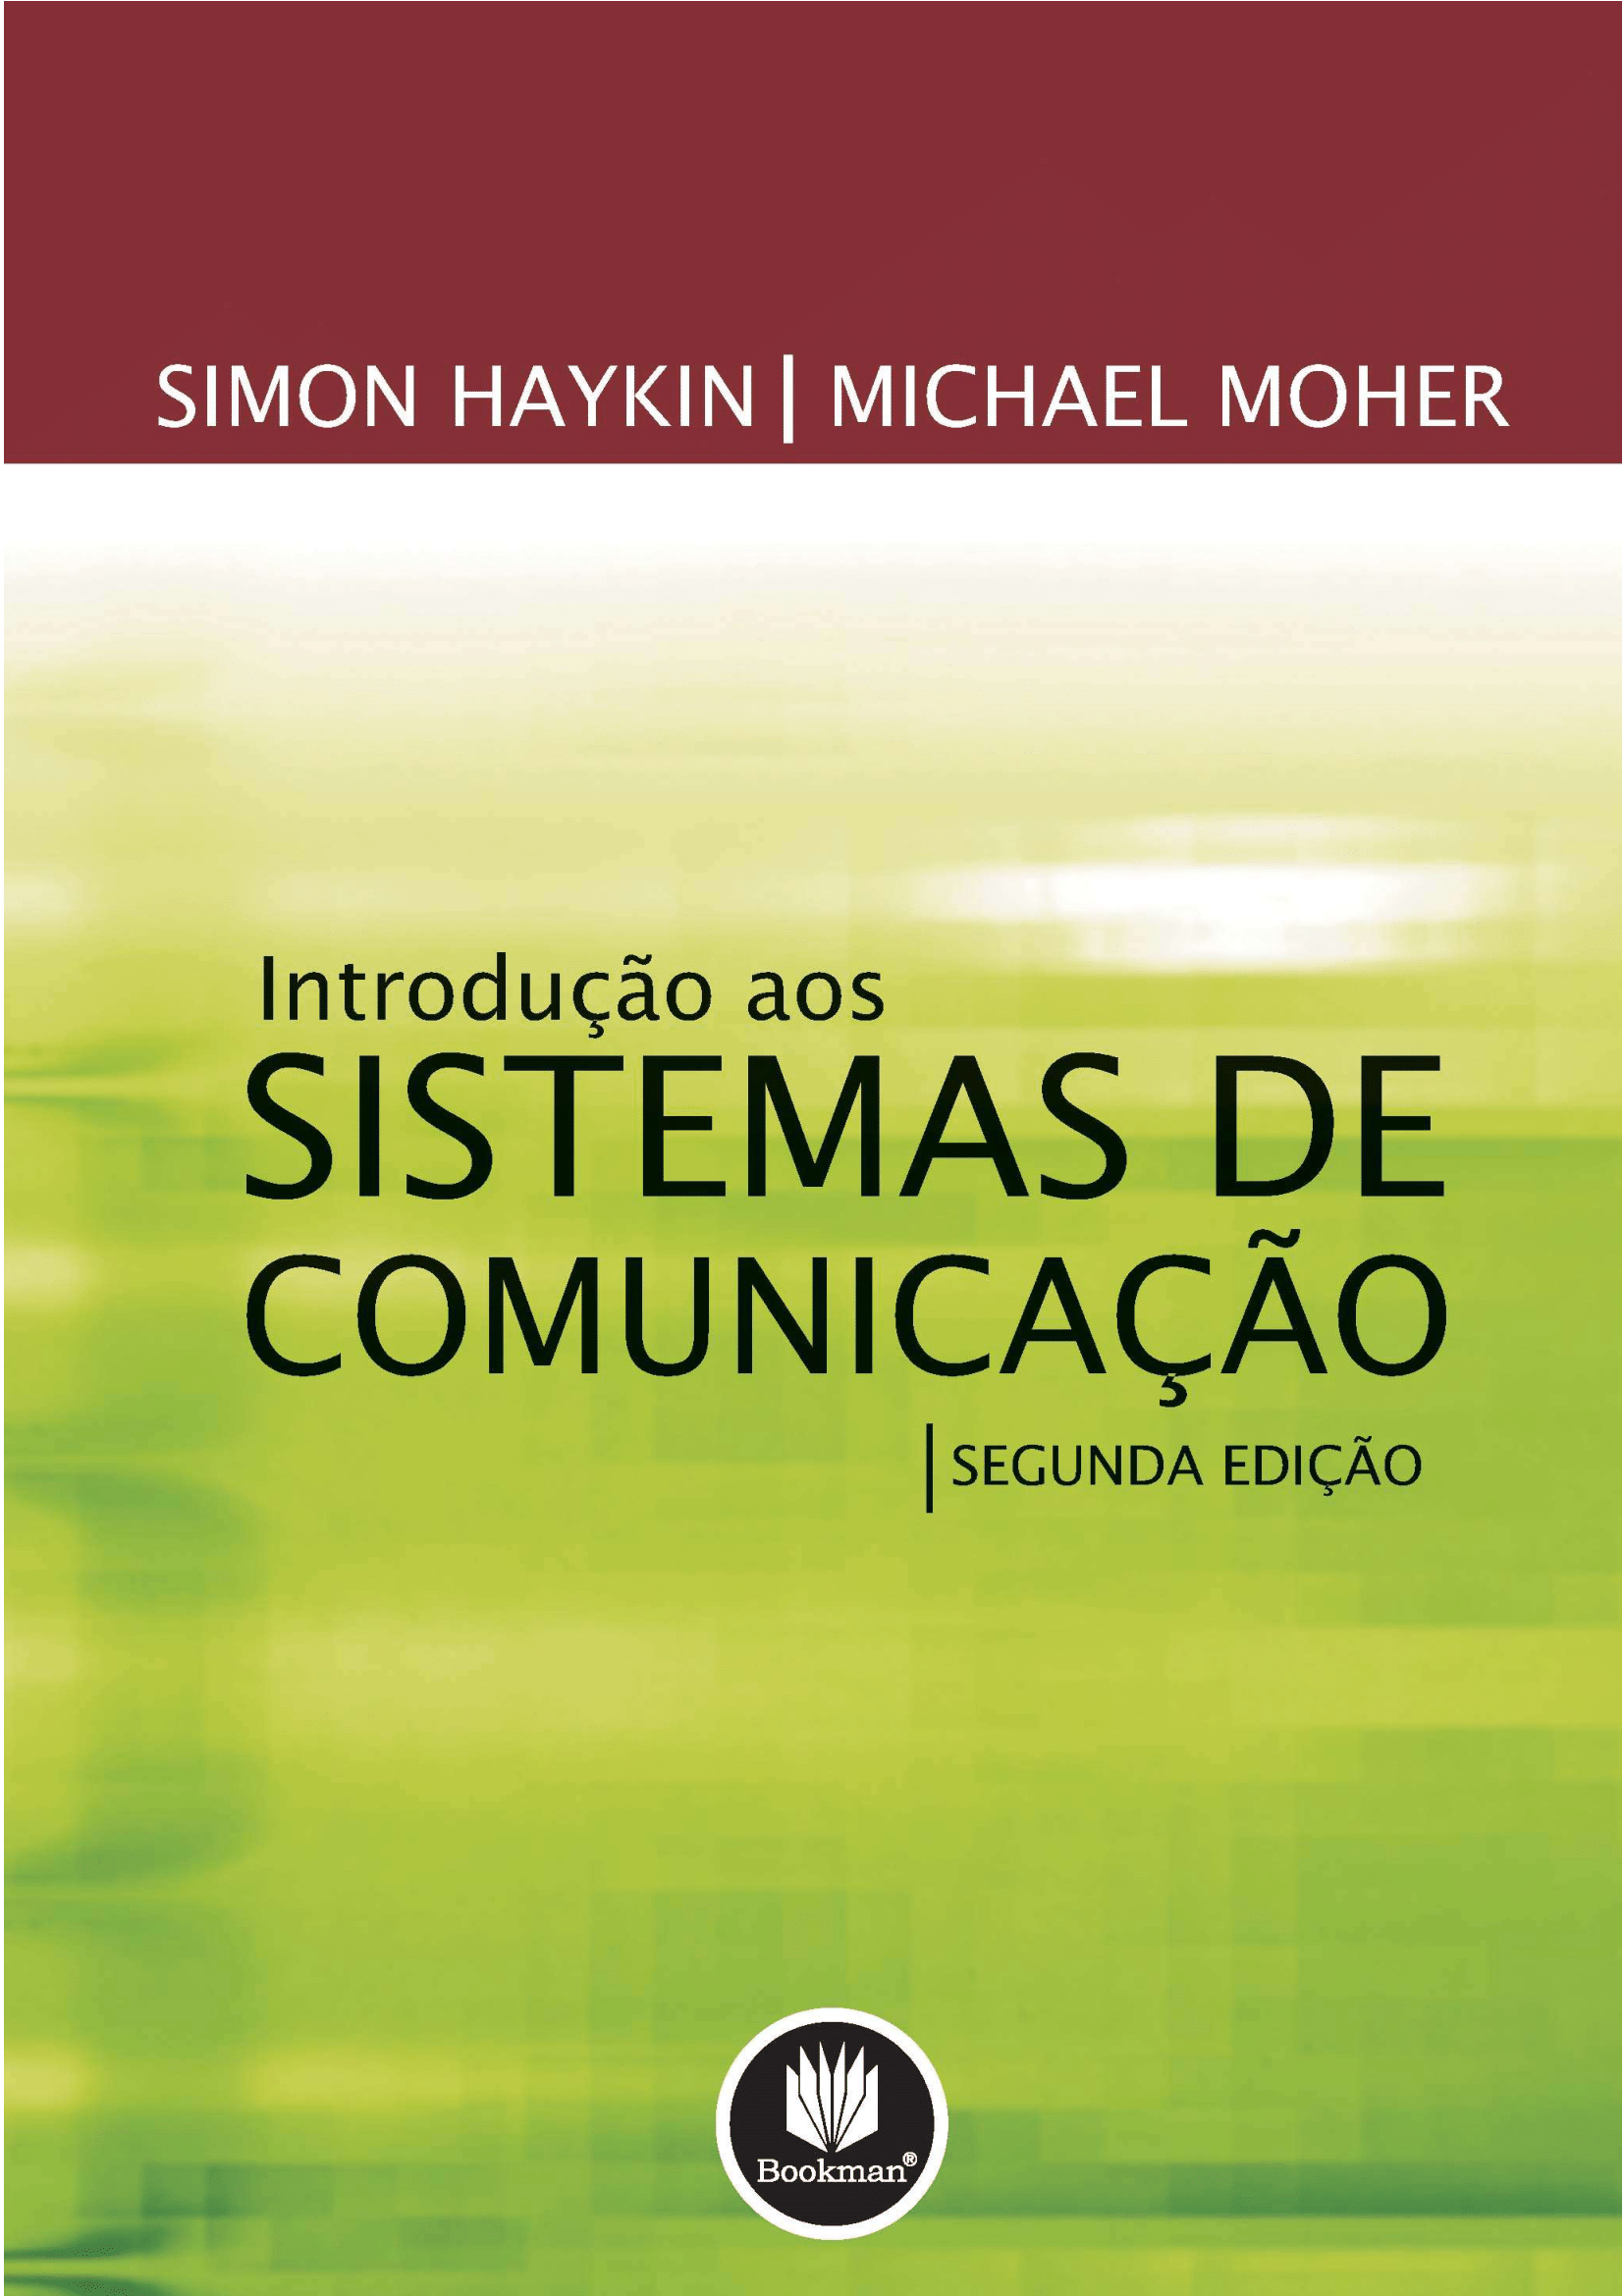 SIMON HAYKIN | MICHAEL MOHER
Introdução aos
SISTEMAS DE
COMUNICAÇÃO
| SEGUNDA EDIÇÃO
Bookman®